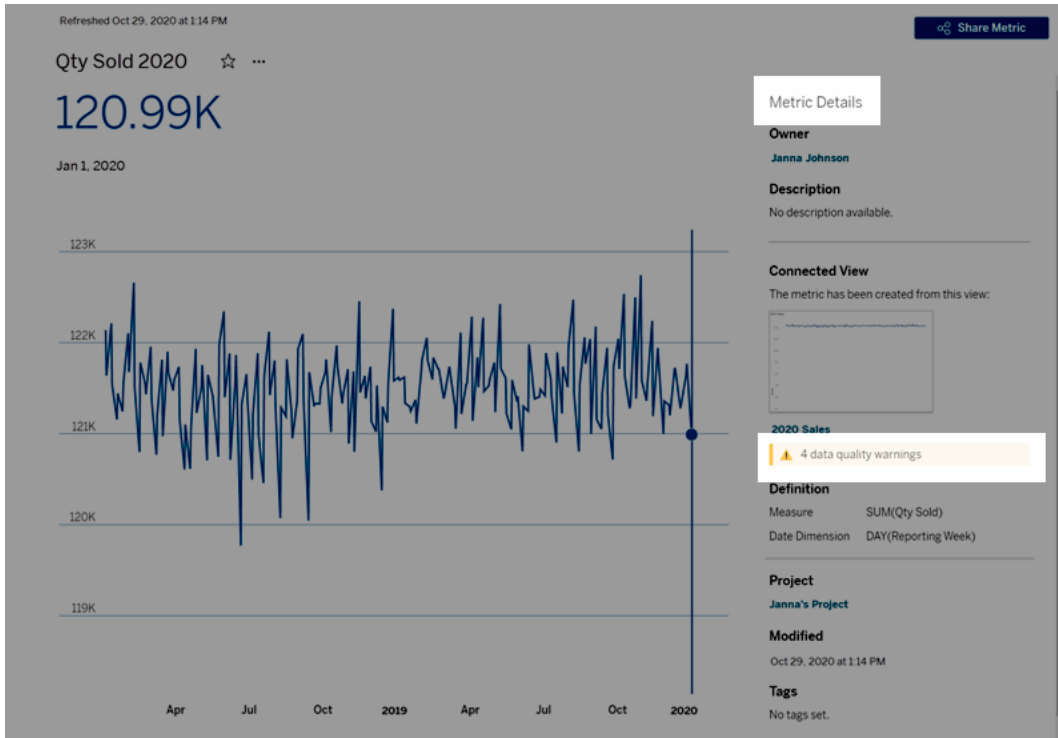 Refreshed Oct 29, 2020 at 1:14 PM
Share Metric
Qty Sold 2020
120.99K
Jan 1, 2020
123K
122K
121K
120K
119K
Apr Jul Oct 2019 Apr Jul Oct 2020
Metric Details
Owner
Janna Johnson
Description
No description available.
Connected View
The metric has been created from this view:
2020 Sales
4 data quality warnings
Definition
Measure SUM(Qty Sold)
Date Dimension DAY(Reporting Week)
Project
Janna's Project
Modified
Oct 29, 2020 at 1:14 PM
Tags
No tags set.